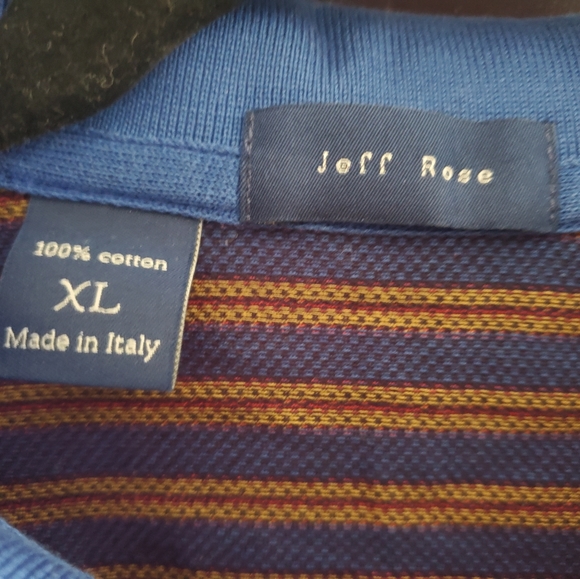 Jeff Rose
100% cotton
XL
Made in Italy